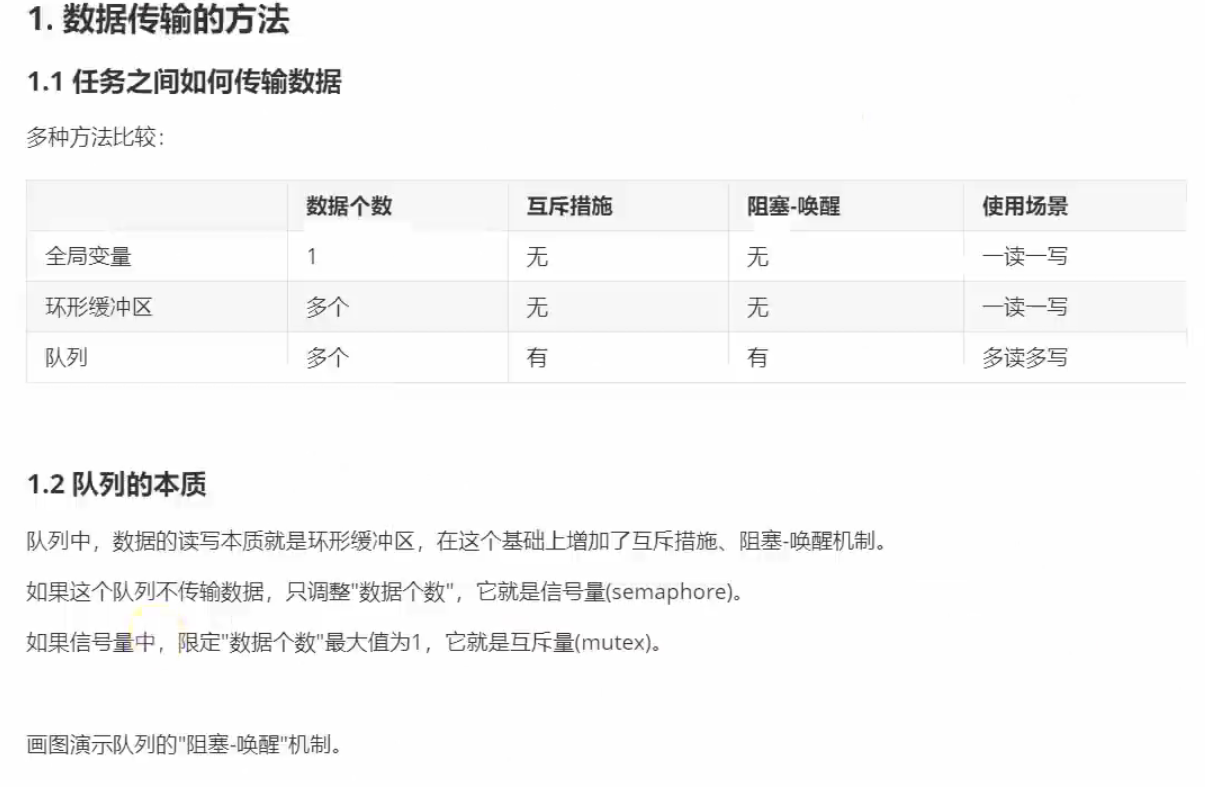 1. 数据传输的方法
1.1 任务之间如何传输数据
多种方法比较：
数据个数 互斥措施 阻塞-唤醒 使用场景
全局变量 1 无 无 一读一写
环形缓冲区 多个 无 无 一读一写
队列 多个 有 有 多读多写
1.2 队列的本质
队列中，数据的读写本质就是环形缓冲区，在这个基础上增加了互斥措施、阻塞-唤醒机制。
如果这个队列不传输数据，只调整"数据个数"，它就是信号量(semaphore)。
如果信号量中，限定"数据个数"最大值为1，它就是互斥量(mutex)。
画图演示队列的"阻塞-唤醒"机制。